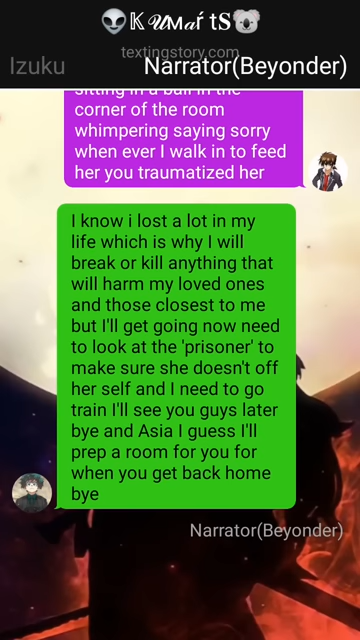 👽𝕂 𝓤мαŕ tS🐨
textingstory.com
Izuku
Narrator(Beyonder)
sitting in a ball in the
corner of the room
whimpering saying sorry
when ever I walk in to feed
her you traumatized her
I know i lost a lot in my
life which is why I will
break or kill anything that
will harm my loved ones
and those closest to me
but I'll get going now need
to look at the 'prisoner' to
make sure she doesn't off
her self and I need to go
train I'll see you guys later
bye and Asia I guess I'll
prep a room for you for
when you get back home
bye
Narrator(Beyonder)